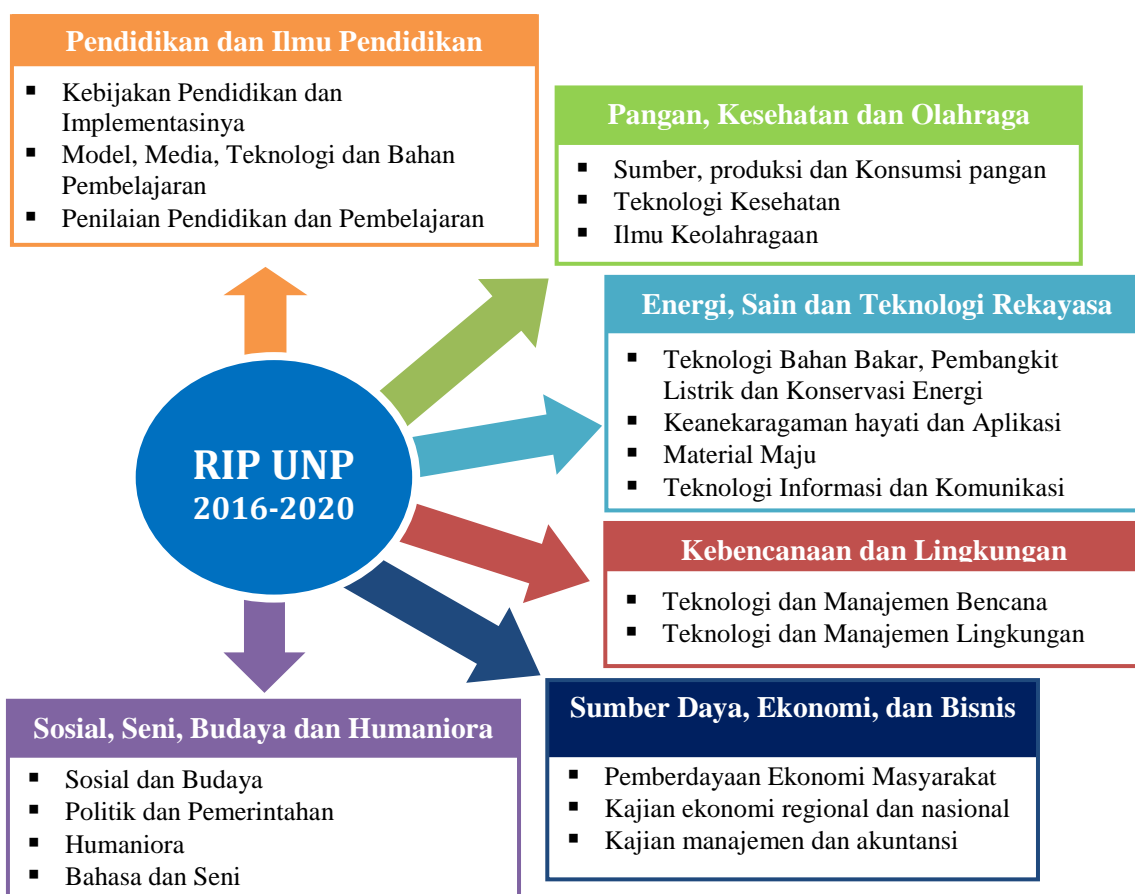 Pendidikan dan Ilmu Pendidikan
▪ Kebijakan Pendidikan dan
Implementasinya
▪ Model, Media, Teknologi dan Bahan
Pembelajaran
▪ Penilaian Pendidikan dan Pembelajaran
Pangan, Kesehatan dan Olahraga
▪ Sumber, produksi dan Konsumsi pangan
▪ Teknologi Kesehatan
▪ Ilmu Keolahragaan
Energi, Sain dan Teknologi Rekayasa
▪ Teknologi Bahan Bakar, Pembangkit
Listrik dan Konservasi Energi
▪ Keanekaragaman hayati dan Aplikasi
▪ Material Maju
▪ Teknologi Informasi dan Komunikasi
RIP UNP
2016-2020
Kebencanaan dan Lingkungan
▪ Teknologi dan Manajemen Bencana
▪ Teknologi dan Manajemen Lingkungan
Sumber Daya, Ekonomi, dan Bisnis
▪ Pemberdayaan Ekonomi Masyarakat
▪ Kajian ekonomi regional dan nasional
▪ Kajian manajemen dan akuntansi
Sosial, Seni, Budaya dan Humaniora
▪ Sosial dan Budaya
▪ Politik dan Pemerintahan
▪ Humaniora
▪ Bahasa dan Seni